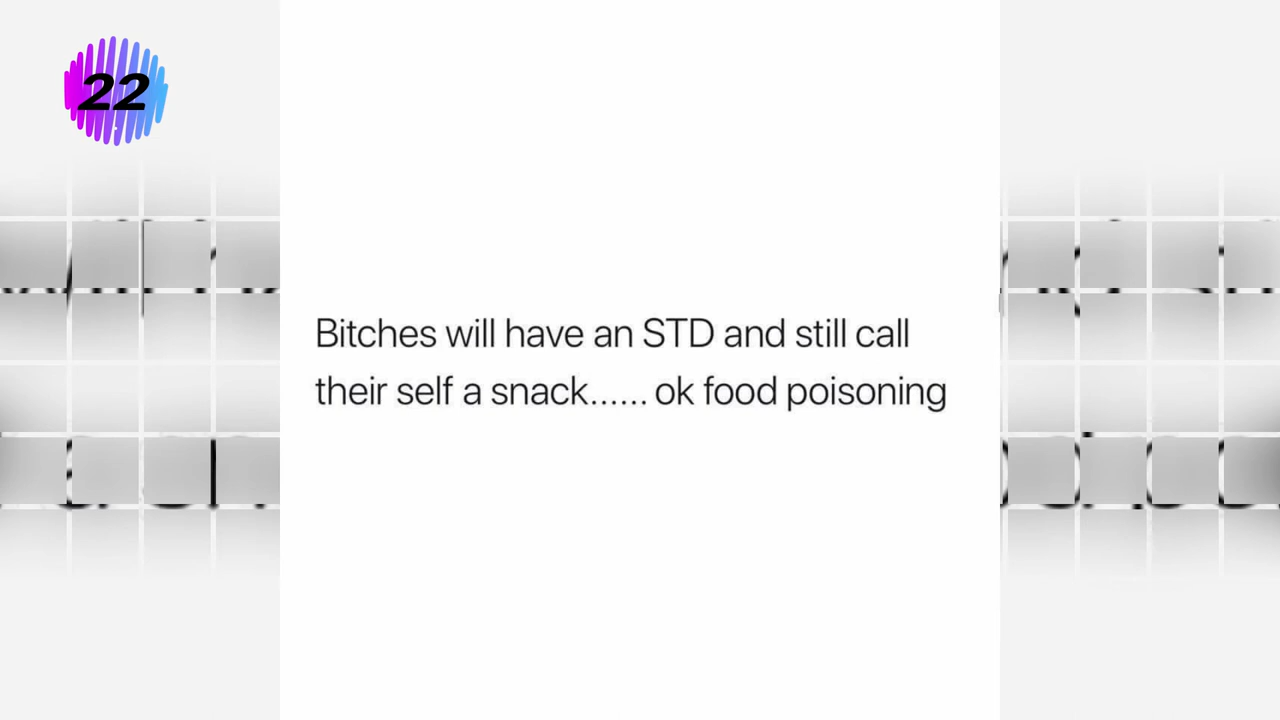 22
Bitches will have an STD and still call
their self a snack...... ok food poisoning